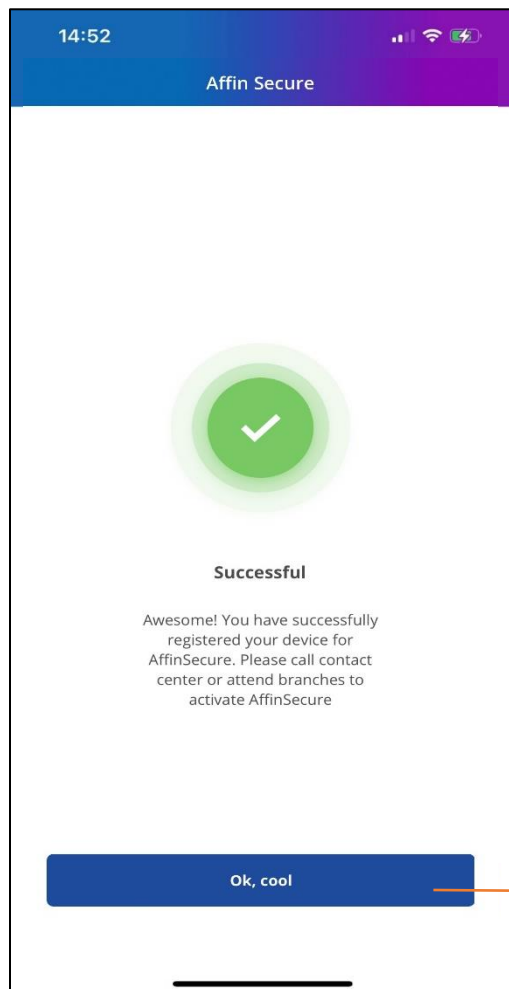 14:52
Affin Secure
Successful
Awesome! You have successfully
registered your device for
AffinSecure. Please call contact
center or attend branches to
activate AffinSecure
Ok, cool